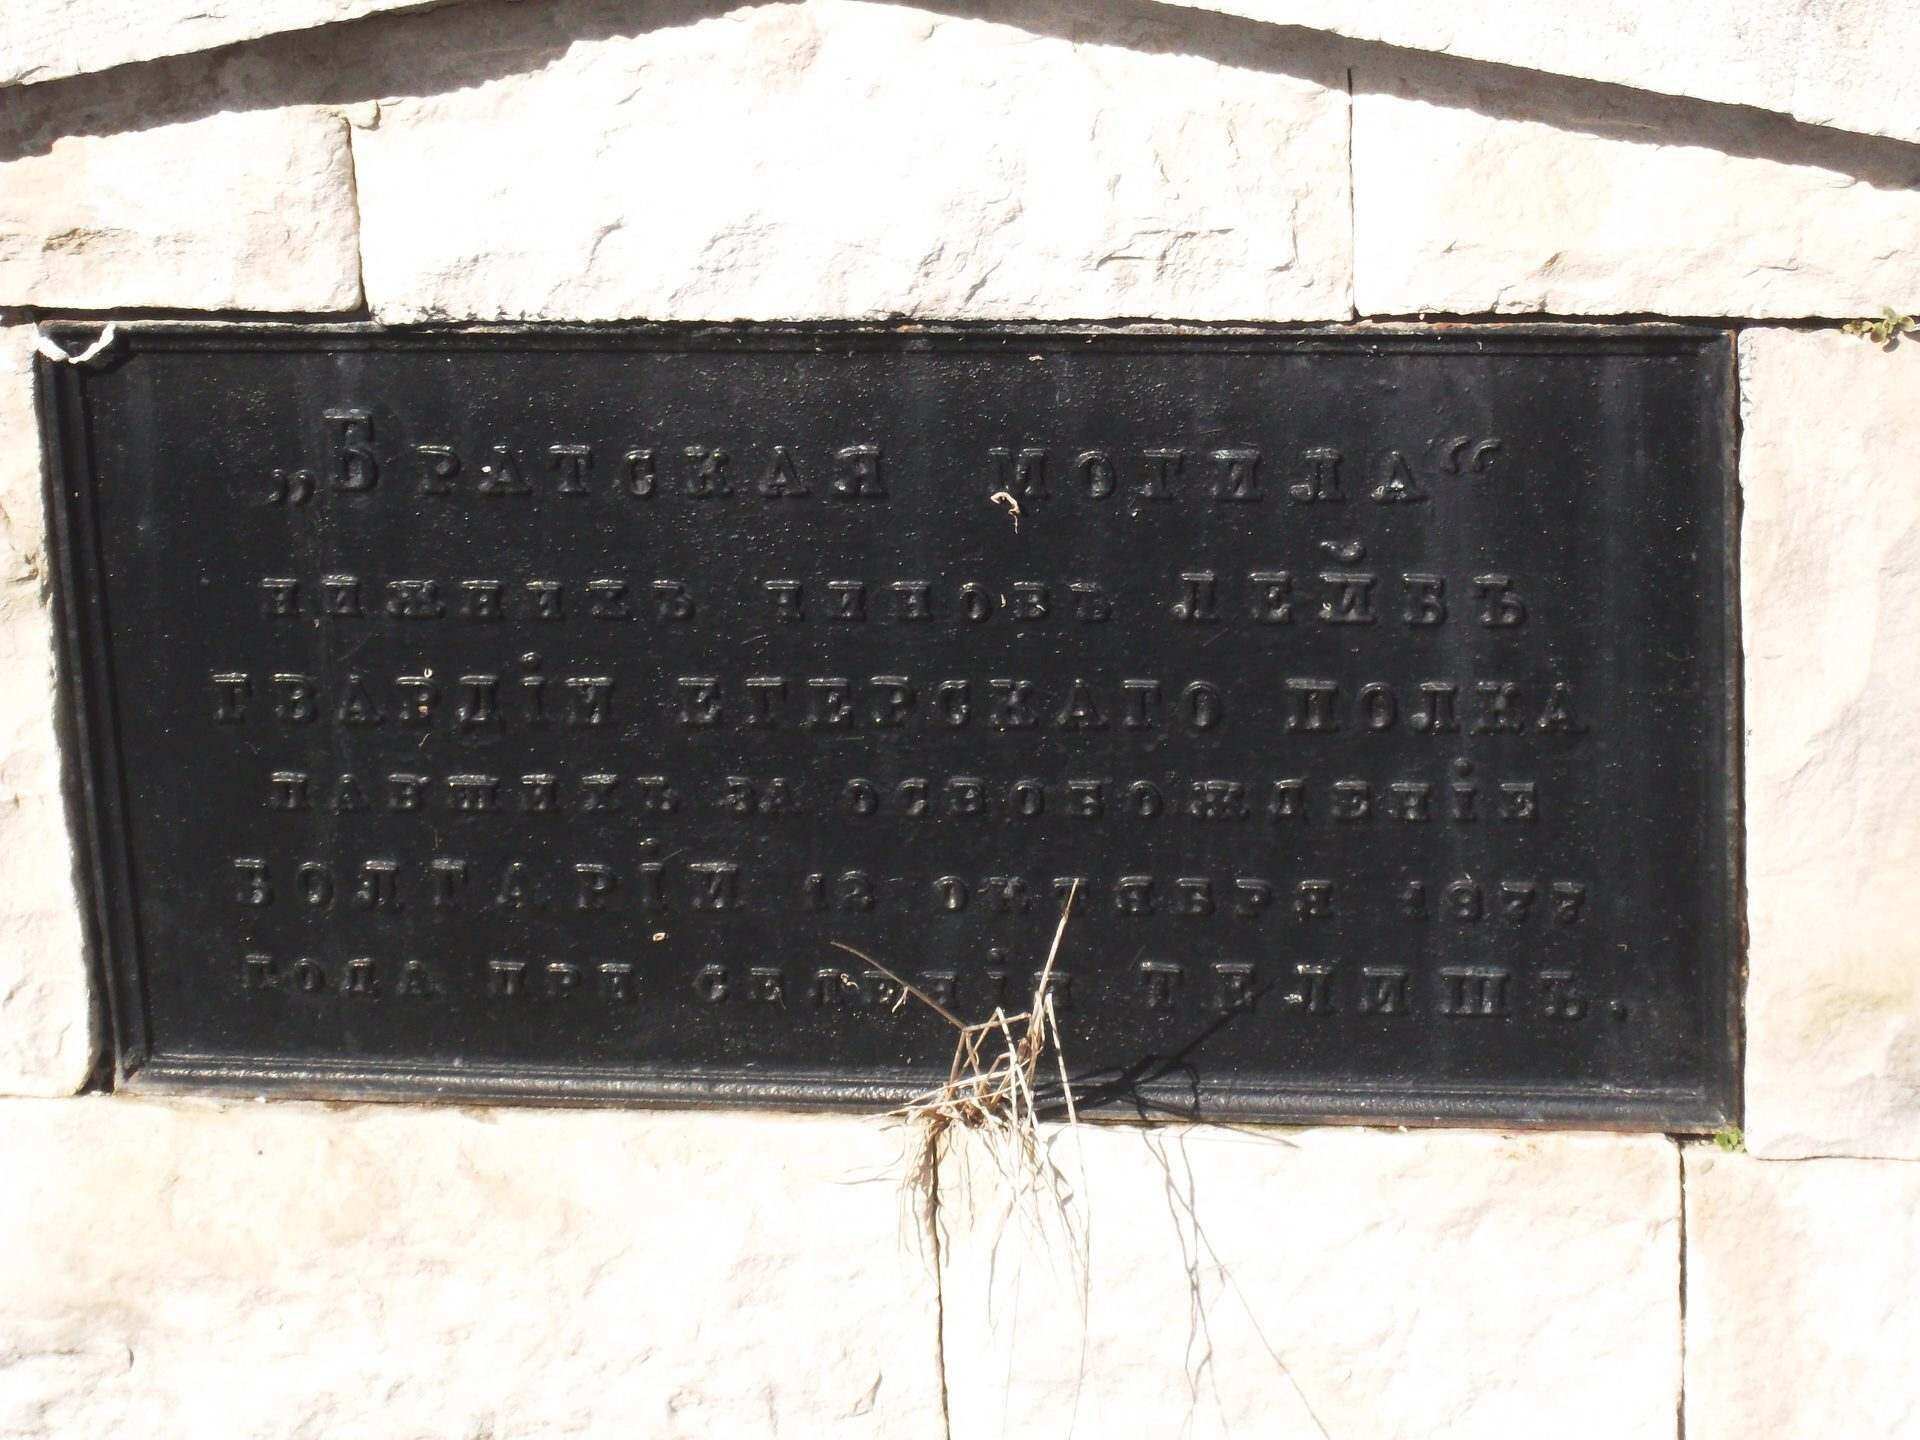 „Братская могила“
нижнихъ чиновъ ЛЕЙБЪ
ГВАРДІИ ЕГЕРСКАГО ПОЛКА
павшихъ за освобожденіе
БОЛГАРІИ 12 октября 1877
года при селеніи ТЕЛИШЪ.